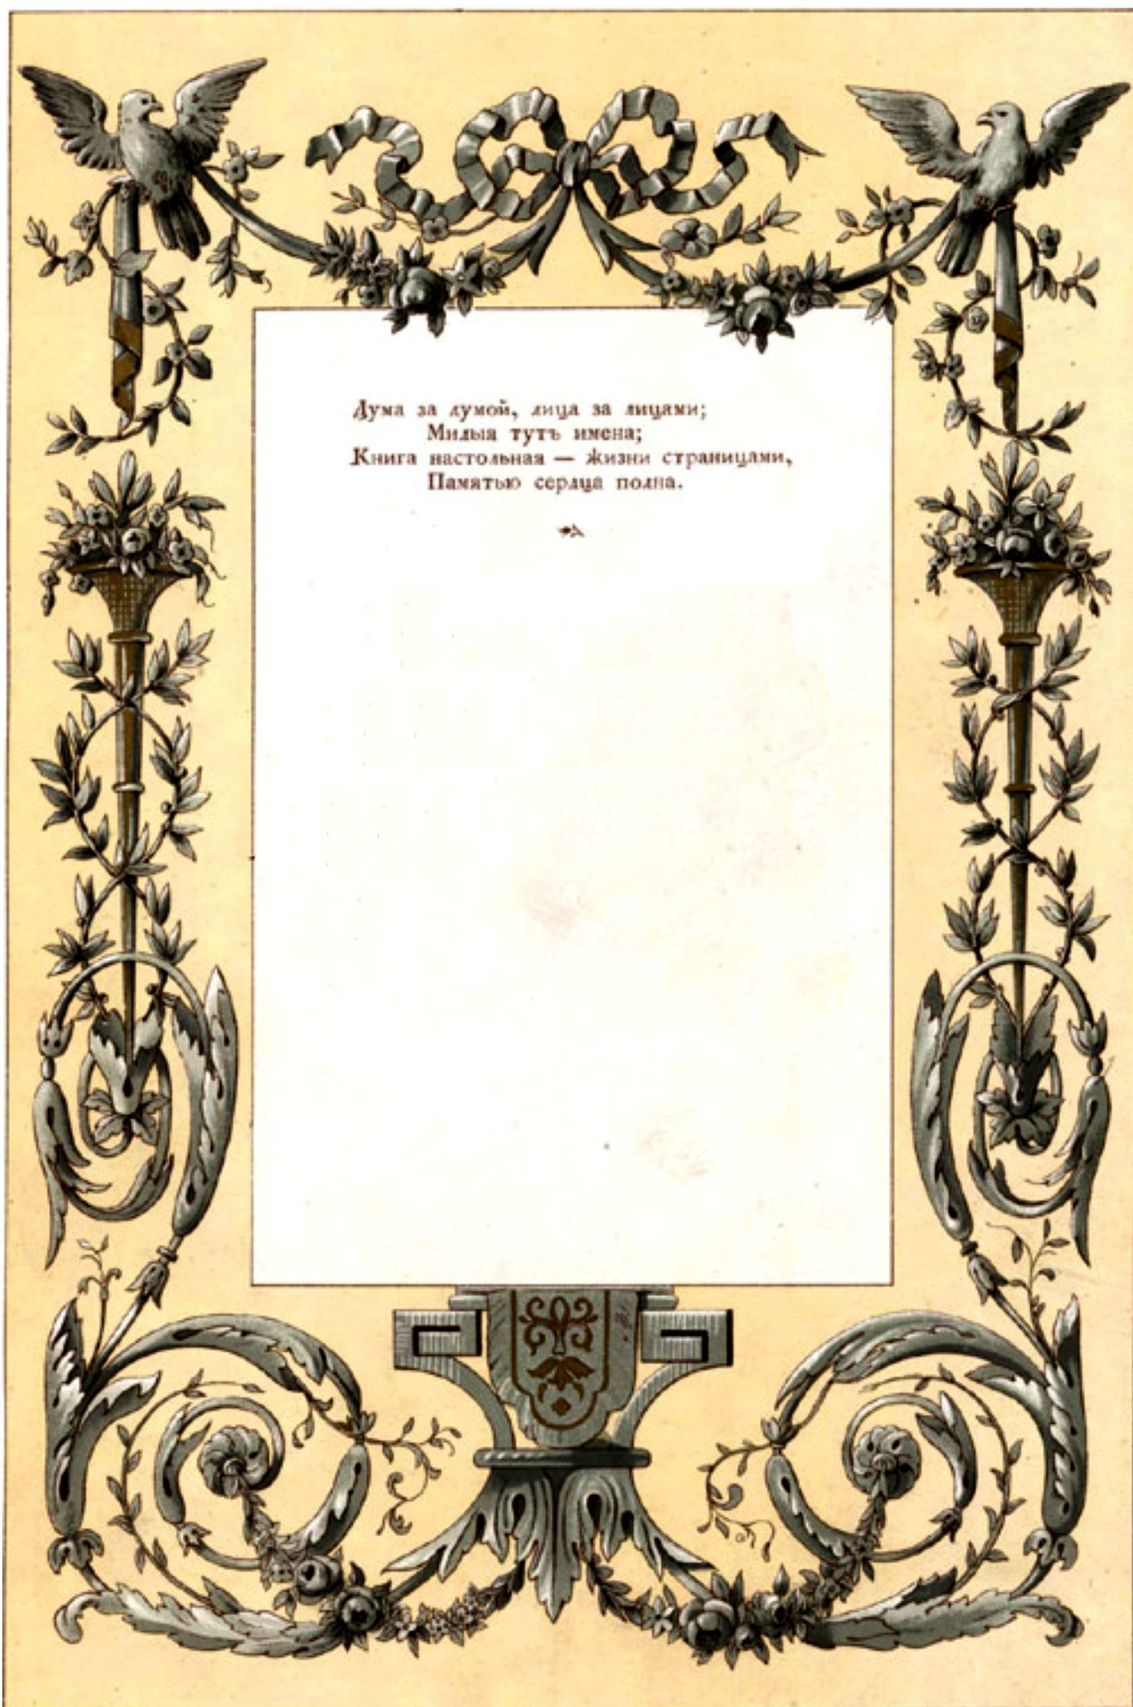 Дума за думой, лица за лицами;
Милыя тутъ имена;
Книга настольная — жизни страницами,
Памятью сердца полна.